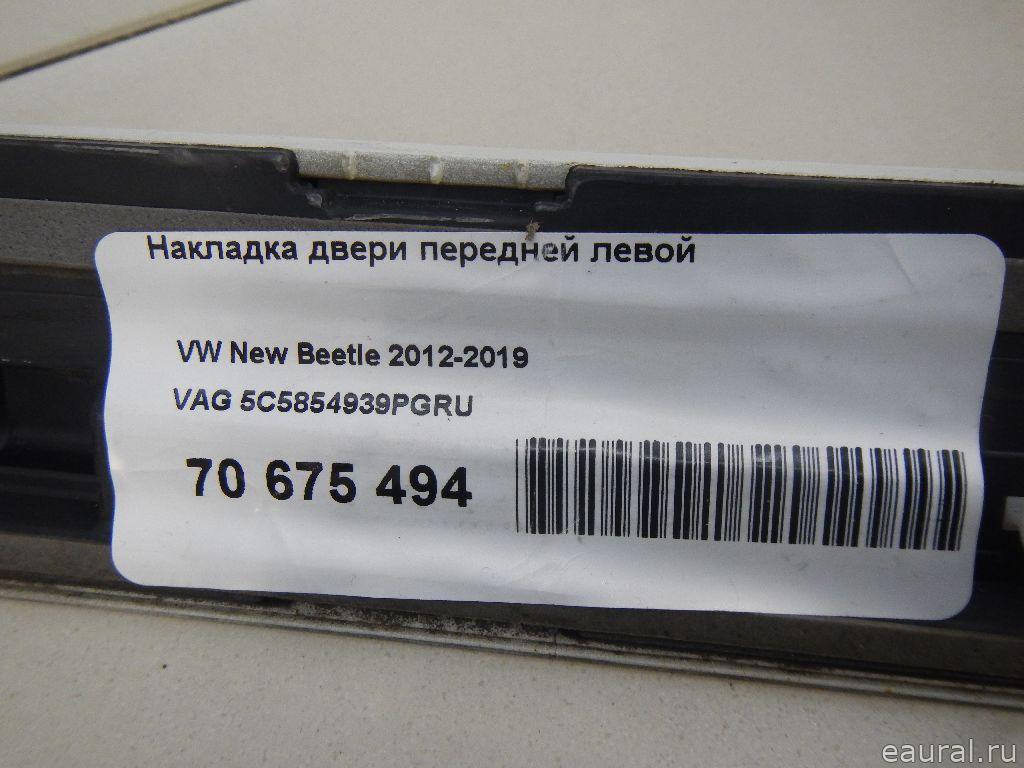 Накладка двери передней левой
VW New Beetle 2012-2019
VAG 5C5854939PGRU
70 675 494
eaural.ru